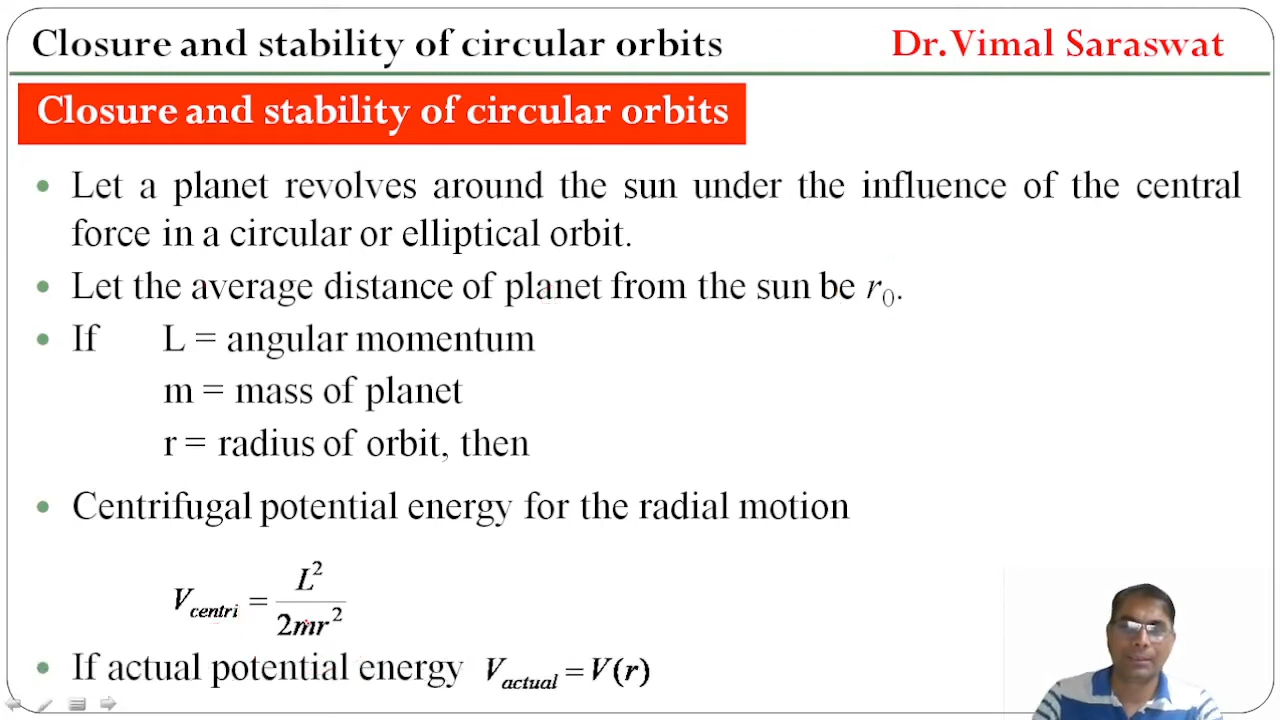 Closure and stability of circular orbits Dr. Vimal Saraswat
Closure and stability of circular orbits
• Let a planet revolves around the sun under the influence of the central
force in a circular or elliptical orbit.
• Let the average distance of planet from the sun be r₀.
• If L = angular momentum
m = mass of planet
r = radius of orbit, then
• Centrifugal potential energy for the radial motion
V_centri = L² / 2mr²
• If actual potential energy V_actual = V(r)